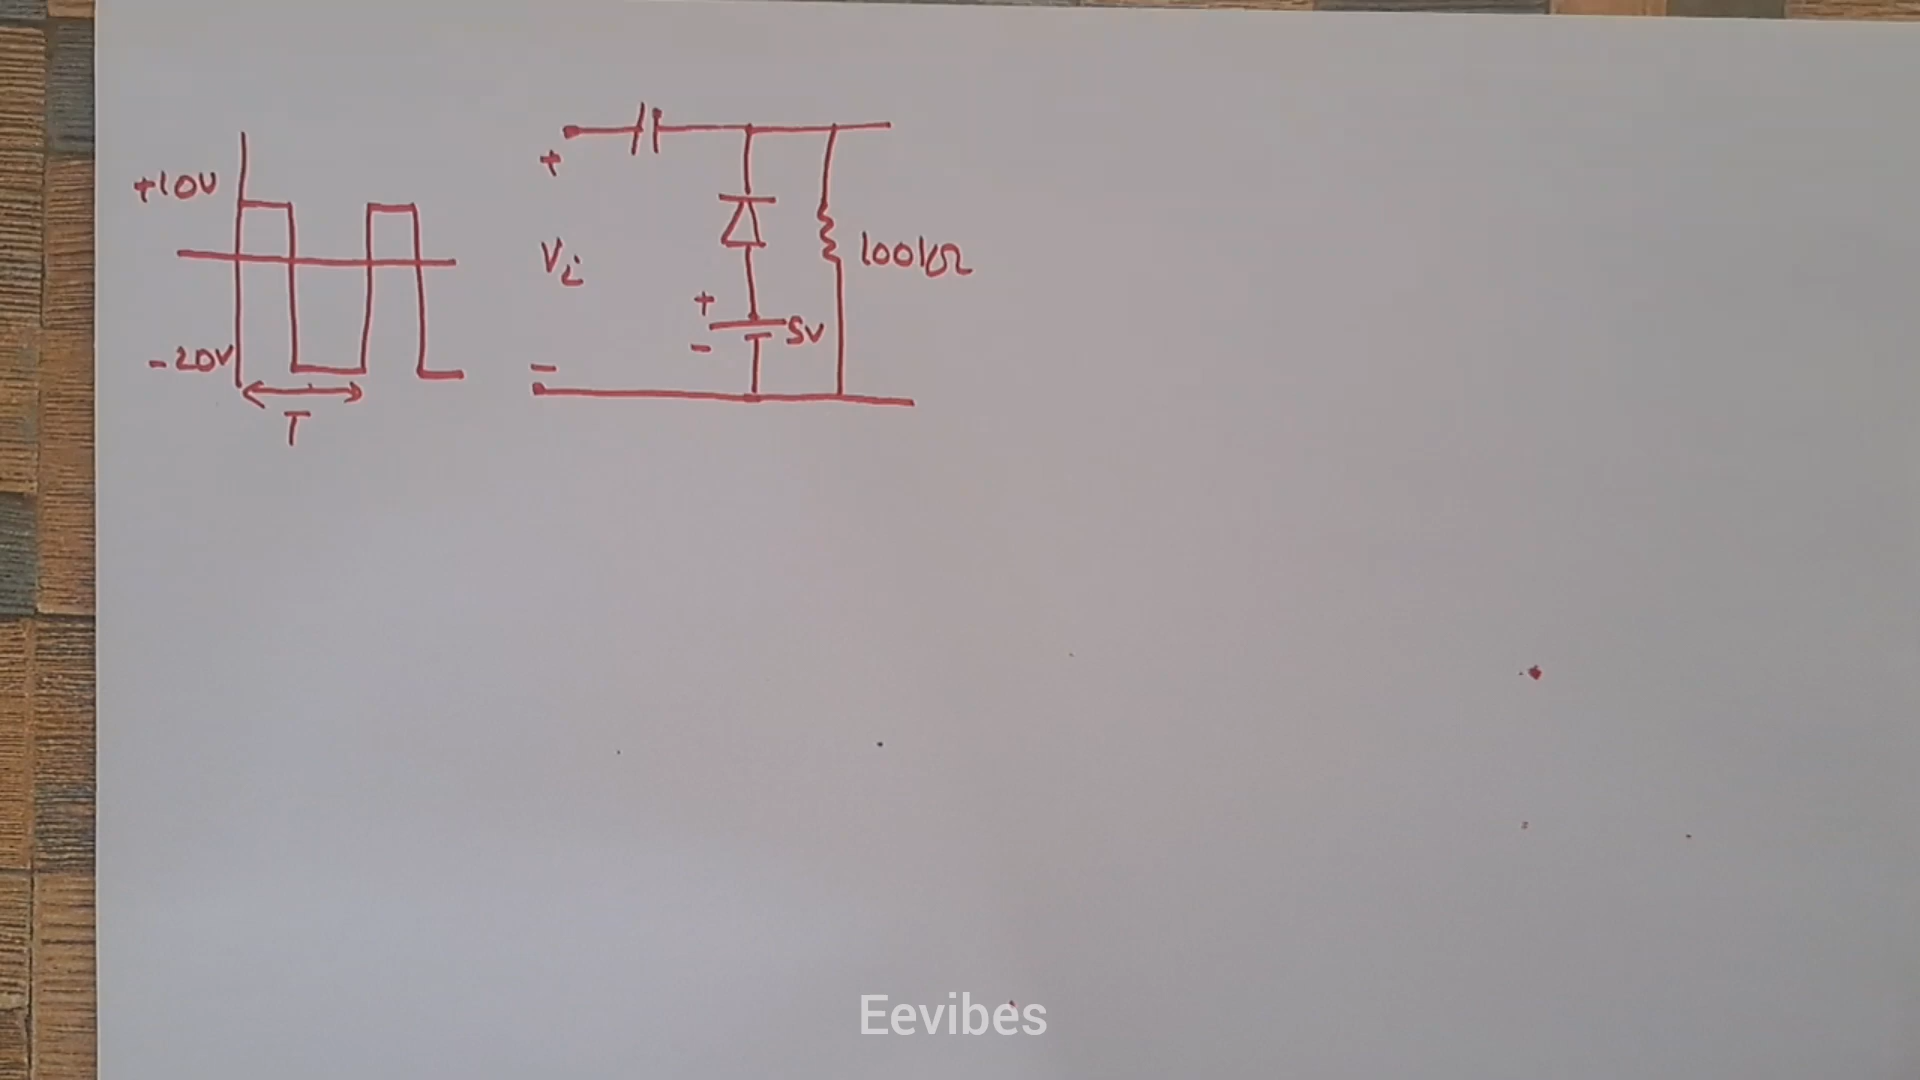 +10V
-20V
T
+
Vi
-
+
-
5V
100kΩ
Eevibes